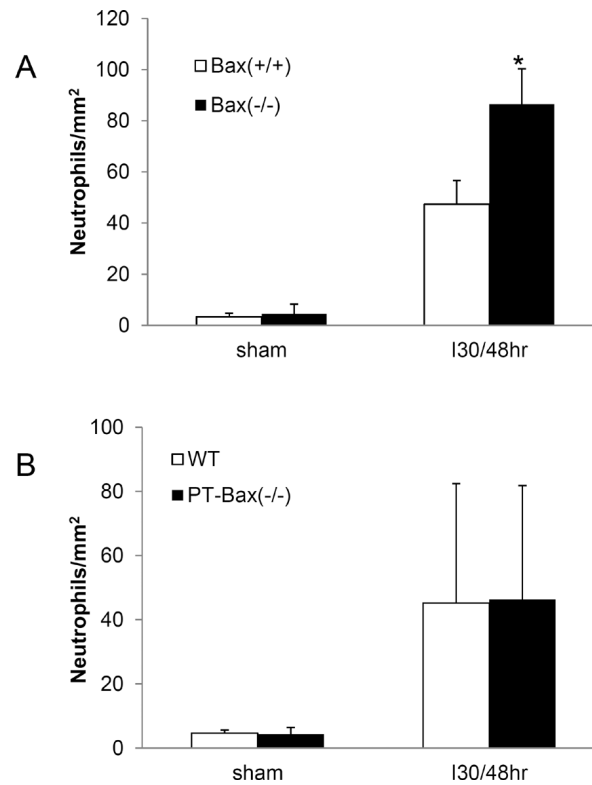 A
120
100
80
60
40
20
0
Neutrophils/mm²
Bax(+/+)
Bax(-/-)
*
sham
I30/48hr
B
100
80
60
40
20
0
Neutrophils/mm²
WT
PT-Bax(-/-)
sham
I30/48hr